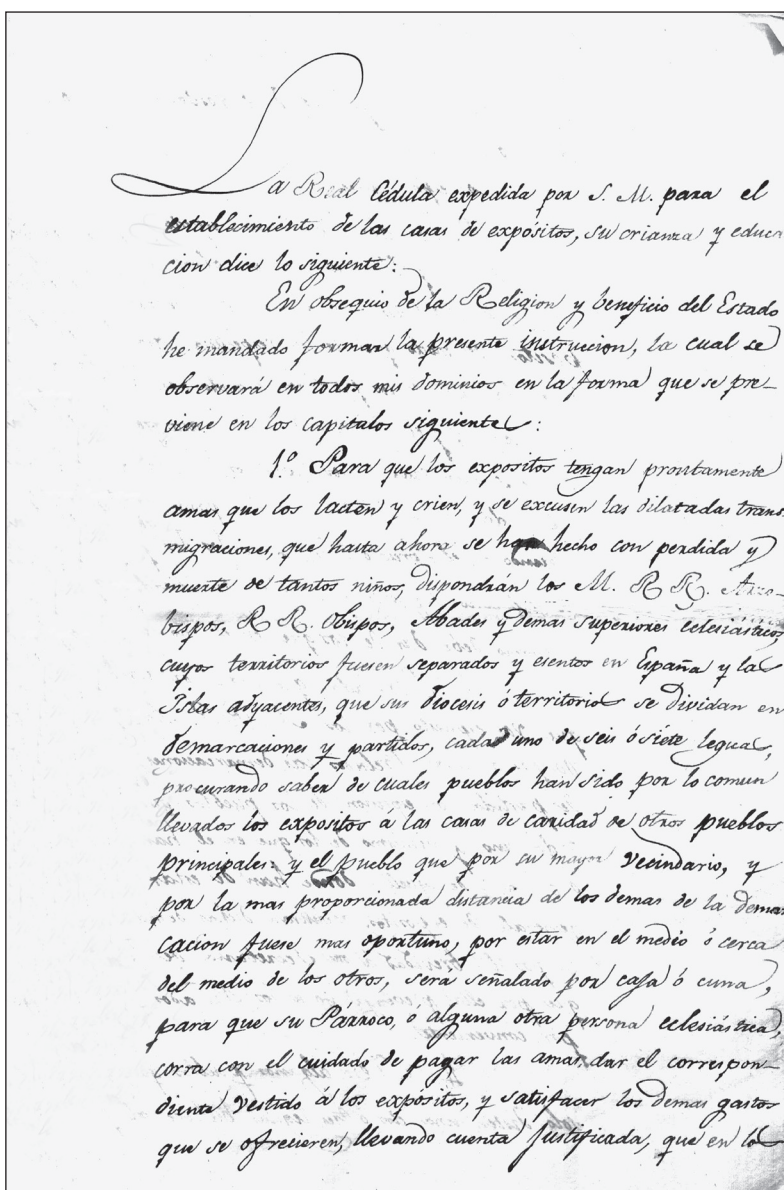 La Real Cédula expedida por S. M. para el
establecimiento de las casas de expósitos, su crianza y educa
cion dice lo siguiente:
En obsequio de la Religion y beneficio del Estado
he mandado formar la presente instruccion, la cual se
observará en todos mis dominios en la forma que se pre-
viene en los capitalos siguiente:
1.º Para que los expositos tengan prontamente
amas que los lacten y crien, y se excusen las dilatadas trans
migraciones, que hasta ahora se han hecho con perdida y
muerte de tantos niños, dispondrán los M. R R. Arzo-
bispos, R R. Obispos, Abades y demas superiores eclesiásticos,
cuyos territorios fuesen separados y esentos en España y la
Islas adyacentes, que sus diocesis ó territorios se dividan en
demarcaciones y partidos, cada uno de seis ó siete leguas,
procurando saber de cuales pueblos han sido por lo comun
llevados los expositos á las casas de caridad de otros pueblos
principales: y el pueblo que por su mayor vecindario, y
por la mas proporcionada distancia de los demas de la demar
cacion fuese mas oportuno, por estar en el medio ó cerca
del medio de los otros, será señalado por casa ó cuna,
para que su Párroco, o alguna otra persona eclesiástica,
corra con el cuidado de pagar las amas, dar el correspon-
diente vestido á los expositos, y satisfacer los demas gastos
que se ofrecieren, llevando cuenta justificada, que en lo